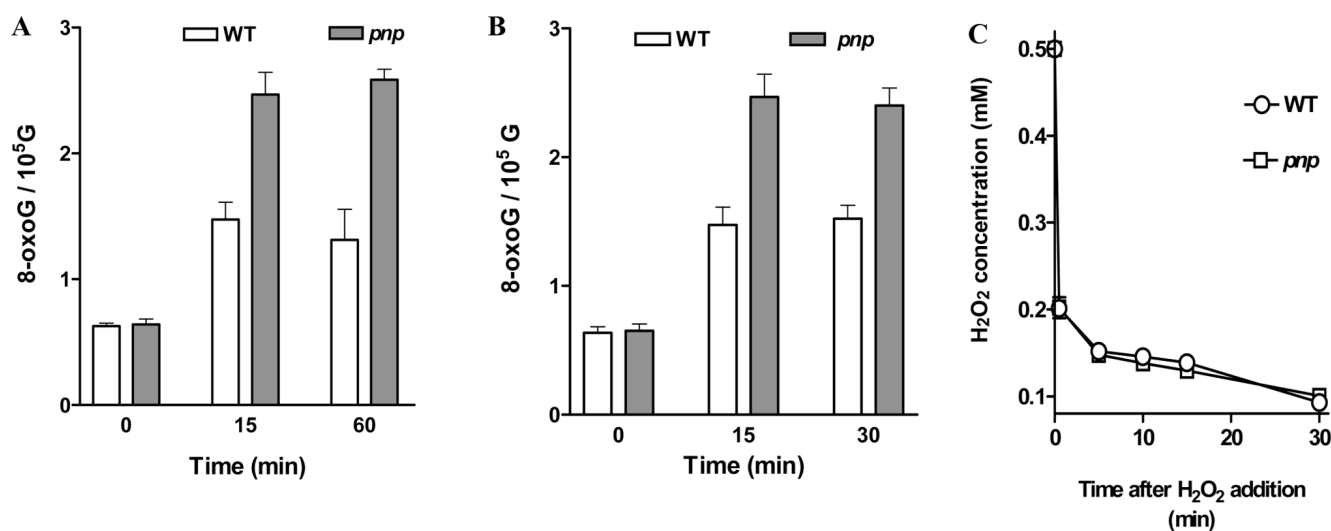 A
WT
pnp
3
2
1
0
8-oxoG / 10⁵G
0
15
60
Time (min)
B
WT
pnp
3
2
1
0
8-oxoG / 10⁵ G
0
15
30
Time (min)
C
0.5
0.4
0.3
0.2
0.1
H₂O₂ concentration (mM)
WT
pnp
0
10
20
30
Time after H₂O₂ addition
(min)